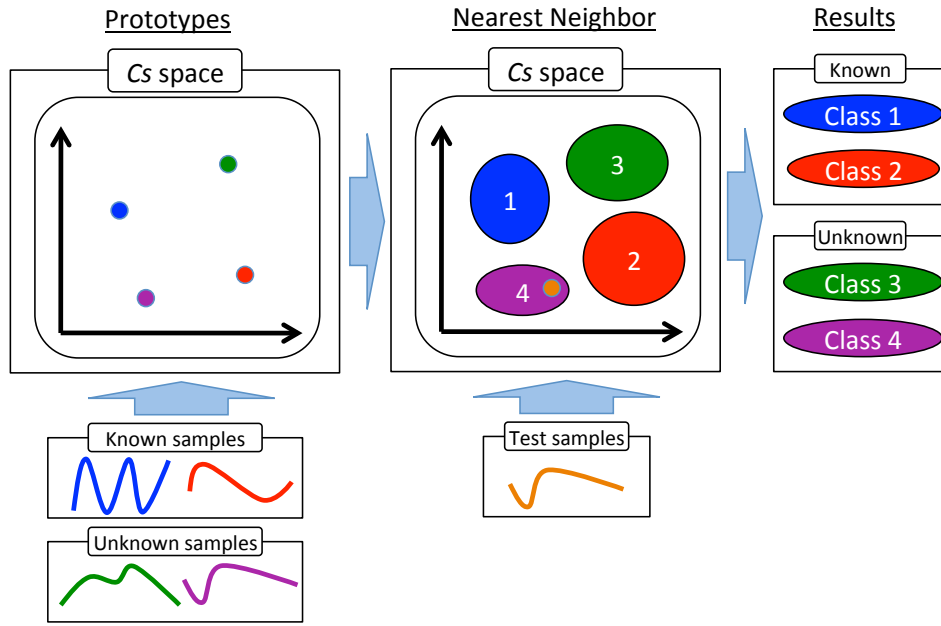 Prototypes
Nearest Neighbor
Results
Cs space
Cs space
Known
Class 1
Class 2
Unknown
Class 3
Class 4
1
3
2
4
Known samples
Unknown samples
Test samples